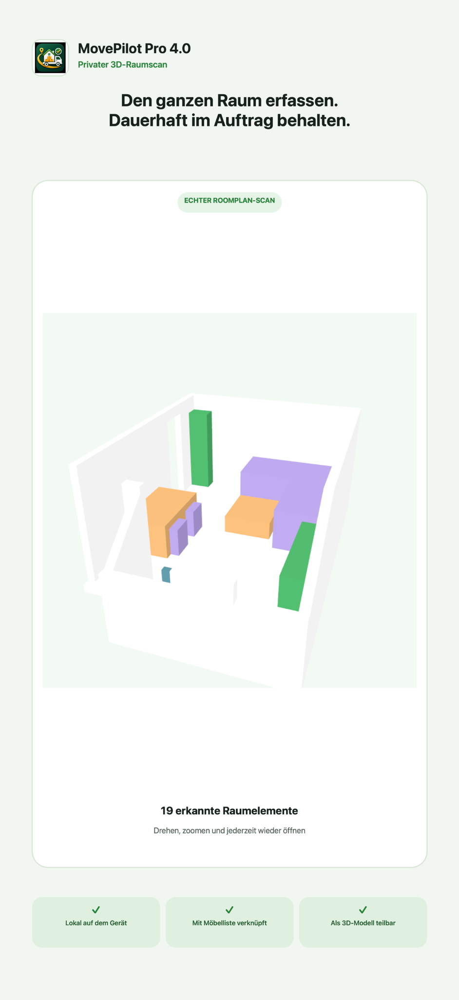 MovePilot Pro 4.0
Privater 3D-Raumscan
Den ganzen Raum erfassen.
Dauerhaft im Auftrag behalten.
ECHTER ROOMPLAN-SCAN
19 erkannte Raumelemente
Drehen, zoomen und jederzeit wieder öffnen
Lokal auf dem Gerät
Mit Möbelliste verknüpft
Als 3D-Modell teilbar